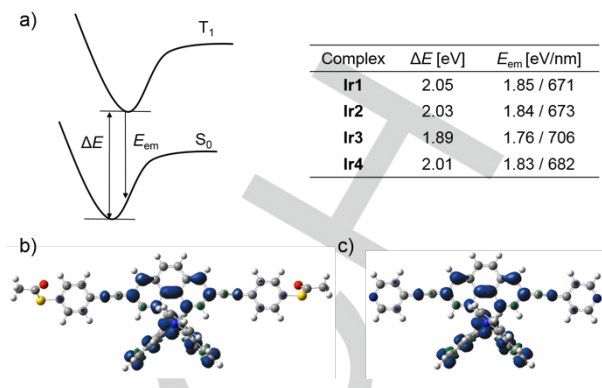 a)
T1
ΔE
Eem
S0
Complex ΔE [eV] Eem [eV/nm]
Ir1 2.05 1.85 / 671
Ir2 2.03 1.84 / 673
Ir3 1.89 1.76 / 706
Ir4 2.01 1.83 / 682
b) c)